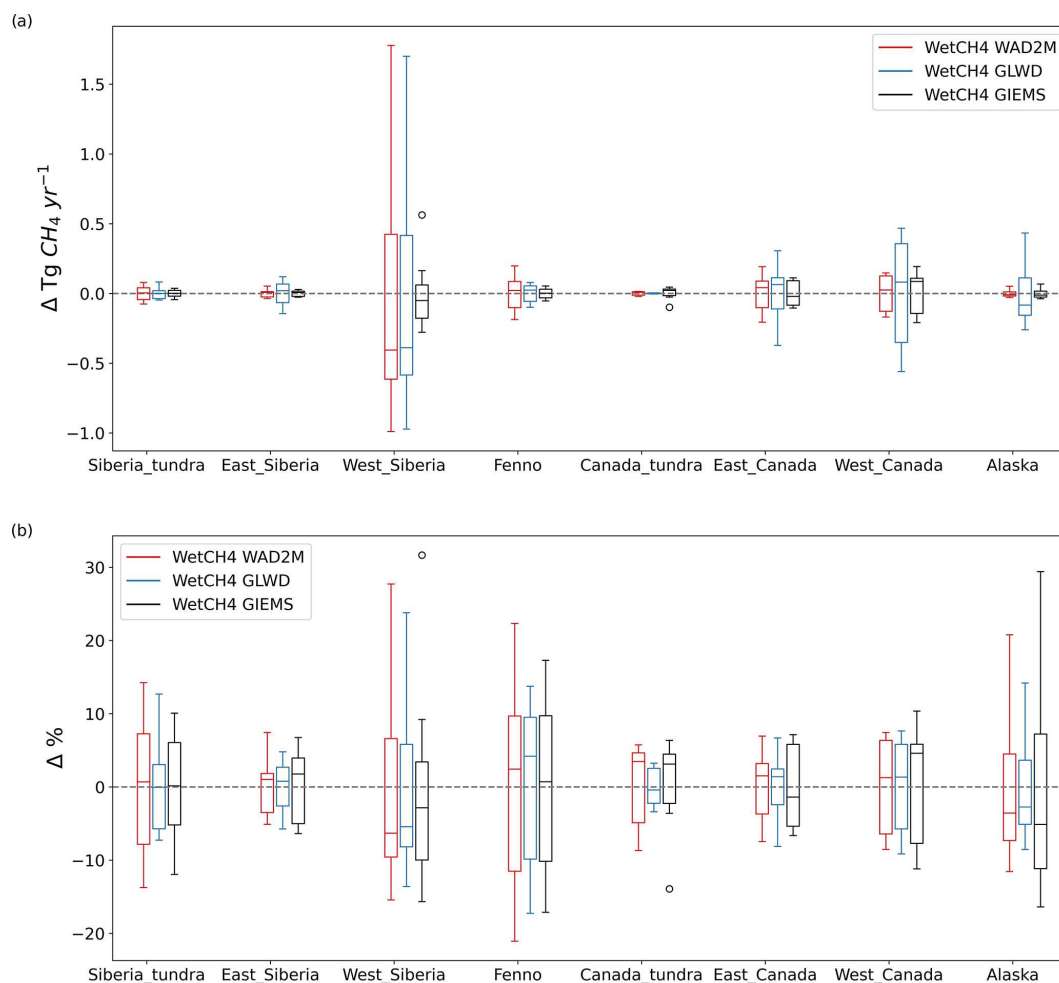 (a)
WetCH4 WAD2M
WetCH4 GLWD
WetCH4 GIEMS
Δ Tg CH₄ yr⁻¹
1.5
1.0
0.5
0.0
−0.5
−1.0
Siberia_tundra East_Siberia West_Siberia Fenno Canada_tundra East_Canada West_Canada Alaska
(b)
WetCH4 WAD2M
WetCH4 GLWD
WetCH4 GIEMS
Δ %
30
20
10
0
−10
−20
Siberia_tundra East_Siberia West_Siberia Fenno Canada_tundra East_Canada West_Canada Alaska